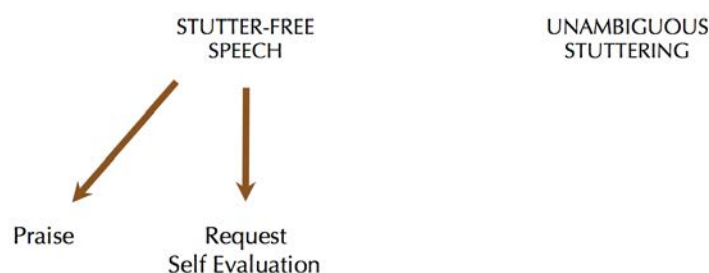 STUTTER-FREE
SPEECH
UNAMBIGUOUS
STUTTERING
Praise
Request
Self Evaluation